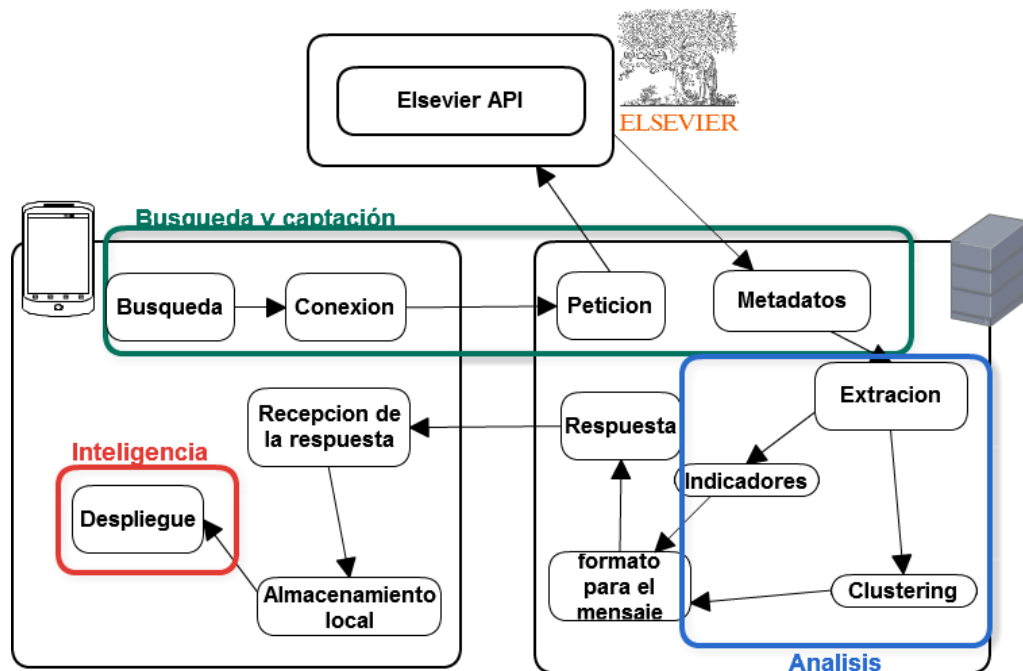 Elsevier API
ELSEVIER
Busqueda y captación
Busqueda
Conexion
Peticion
Metadatos
Extracion
Recepcion de
la respuesta
Respuesta
Indicadores
Inteligencia
Despliegue
Almacenamiento
local
formato
para el
mensaje
Clustering
Analisis